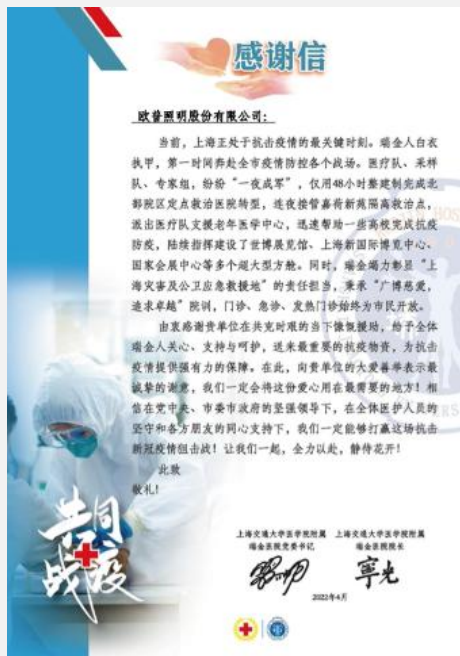 感谢信
欧普照明股份有限公司：
当前，上海正处于抗击疫情的最关键时刻。瑞金人白衣
执甲，第一时间奔赴全市疫情防控各个战场。医疗队、采样
队、专家组，纷纷“一夜成军”，仅用48小时整建制完成北
部院区定点救治医院转型，连夜接管嘉荷新苑隔离救治点，
派出医疗队支援老年医学中心，迅速帮助一些高校完成抗疫
防疫，陆续指挥建设了世博展览馆、上海新国际博览中心、
国家会展中心等多个超大型方舱。同时，瑞金竭力彰显“上
海灾害及公卫应急救援地”的责任担当，秉承“广博慈爱，
追求卓越”院训，门诊、急诊、发热门诊始终为市民开放。
由衷感谢贵单位在共克时艰的当下慷慨援助，给予全体
瑞金人关心、支持与呵护，送来最重要的抗疫物资，为抗击
疫情提供强有力的保障。在此，向贵单位的大爱善举表示最
诚挚的谢意，我们一定会将这份爱心用在最需要的地方！相
信在党中央、市委市政府的坚强领导下，在全体医护人员的
坚守和各方朋友的同心支持下，我们一定能够打赢这场抗击
新冠疫情阻击战！让我们一起，全力以赴，静待花开！
此致
敬礼！
共同
战疫
上海交通大学医学院附属 上海交通大学医学院附属
瑞金医院党委书记 瑞金医院院长
寧光
2022年4月